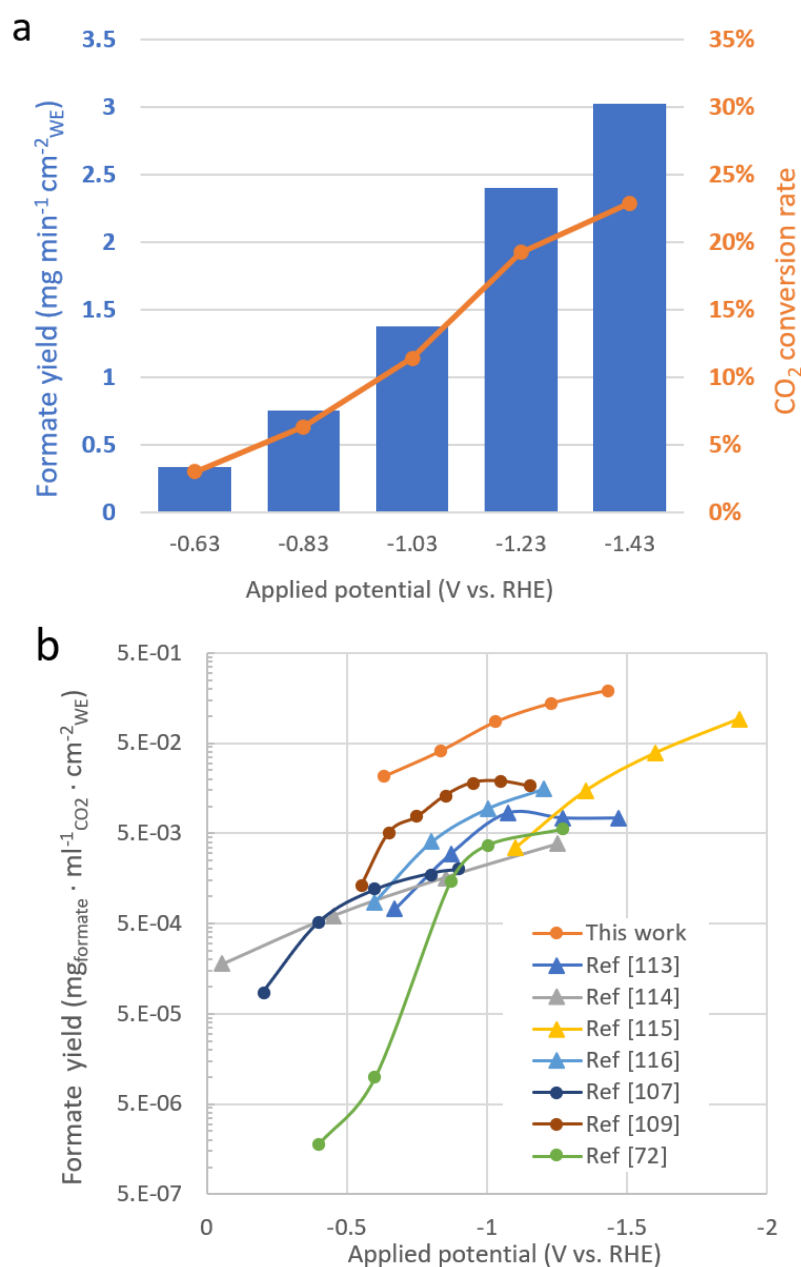 a
3.5
3
2.5
2
1.5
1
0.5
0
Formate yield (mg min⁻¹ cm⁻²WE)
35%
30%
25%
20%
15%
10%
5%
0%
CO₂ conversion rate
-0.63 -0.83 -1.03 -1.23 -1.43
Applied potential (V vs. RHE)
b
5.E-01
5.E-02
5.E-03
5.E-04
5.E-05
5.E-06
5.E-07
Formate yield (mgformate · ml⁻¹CO2 · cm⁻²WE)
This work
Ref [113]
Ref [114]
Ref [115]
Ref [116]
Ref [107]
Ref [109]
Ref [72]
0 -0.5 -1 -1.5 -2
Applied potential (V vs. RHE)